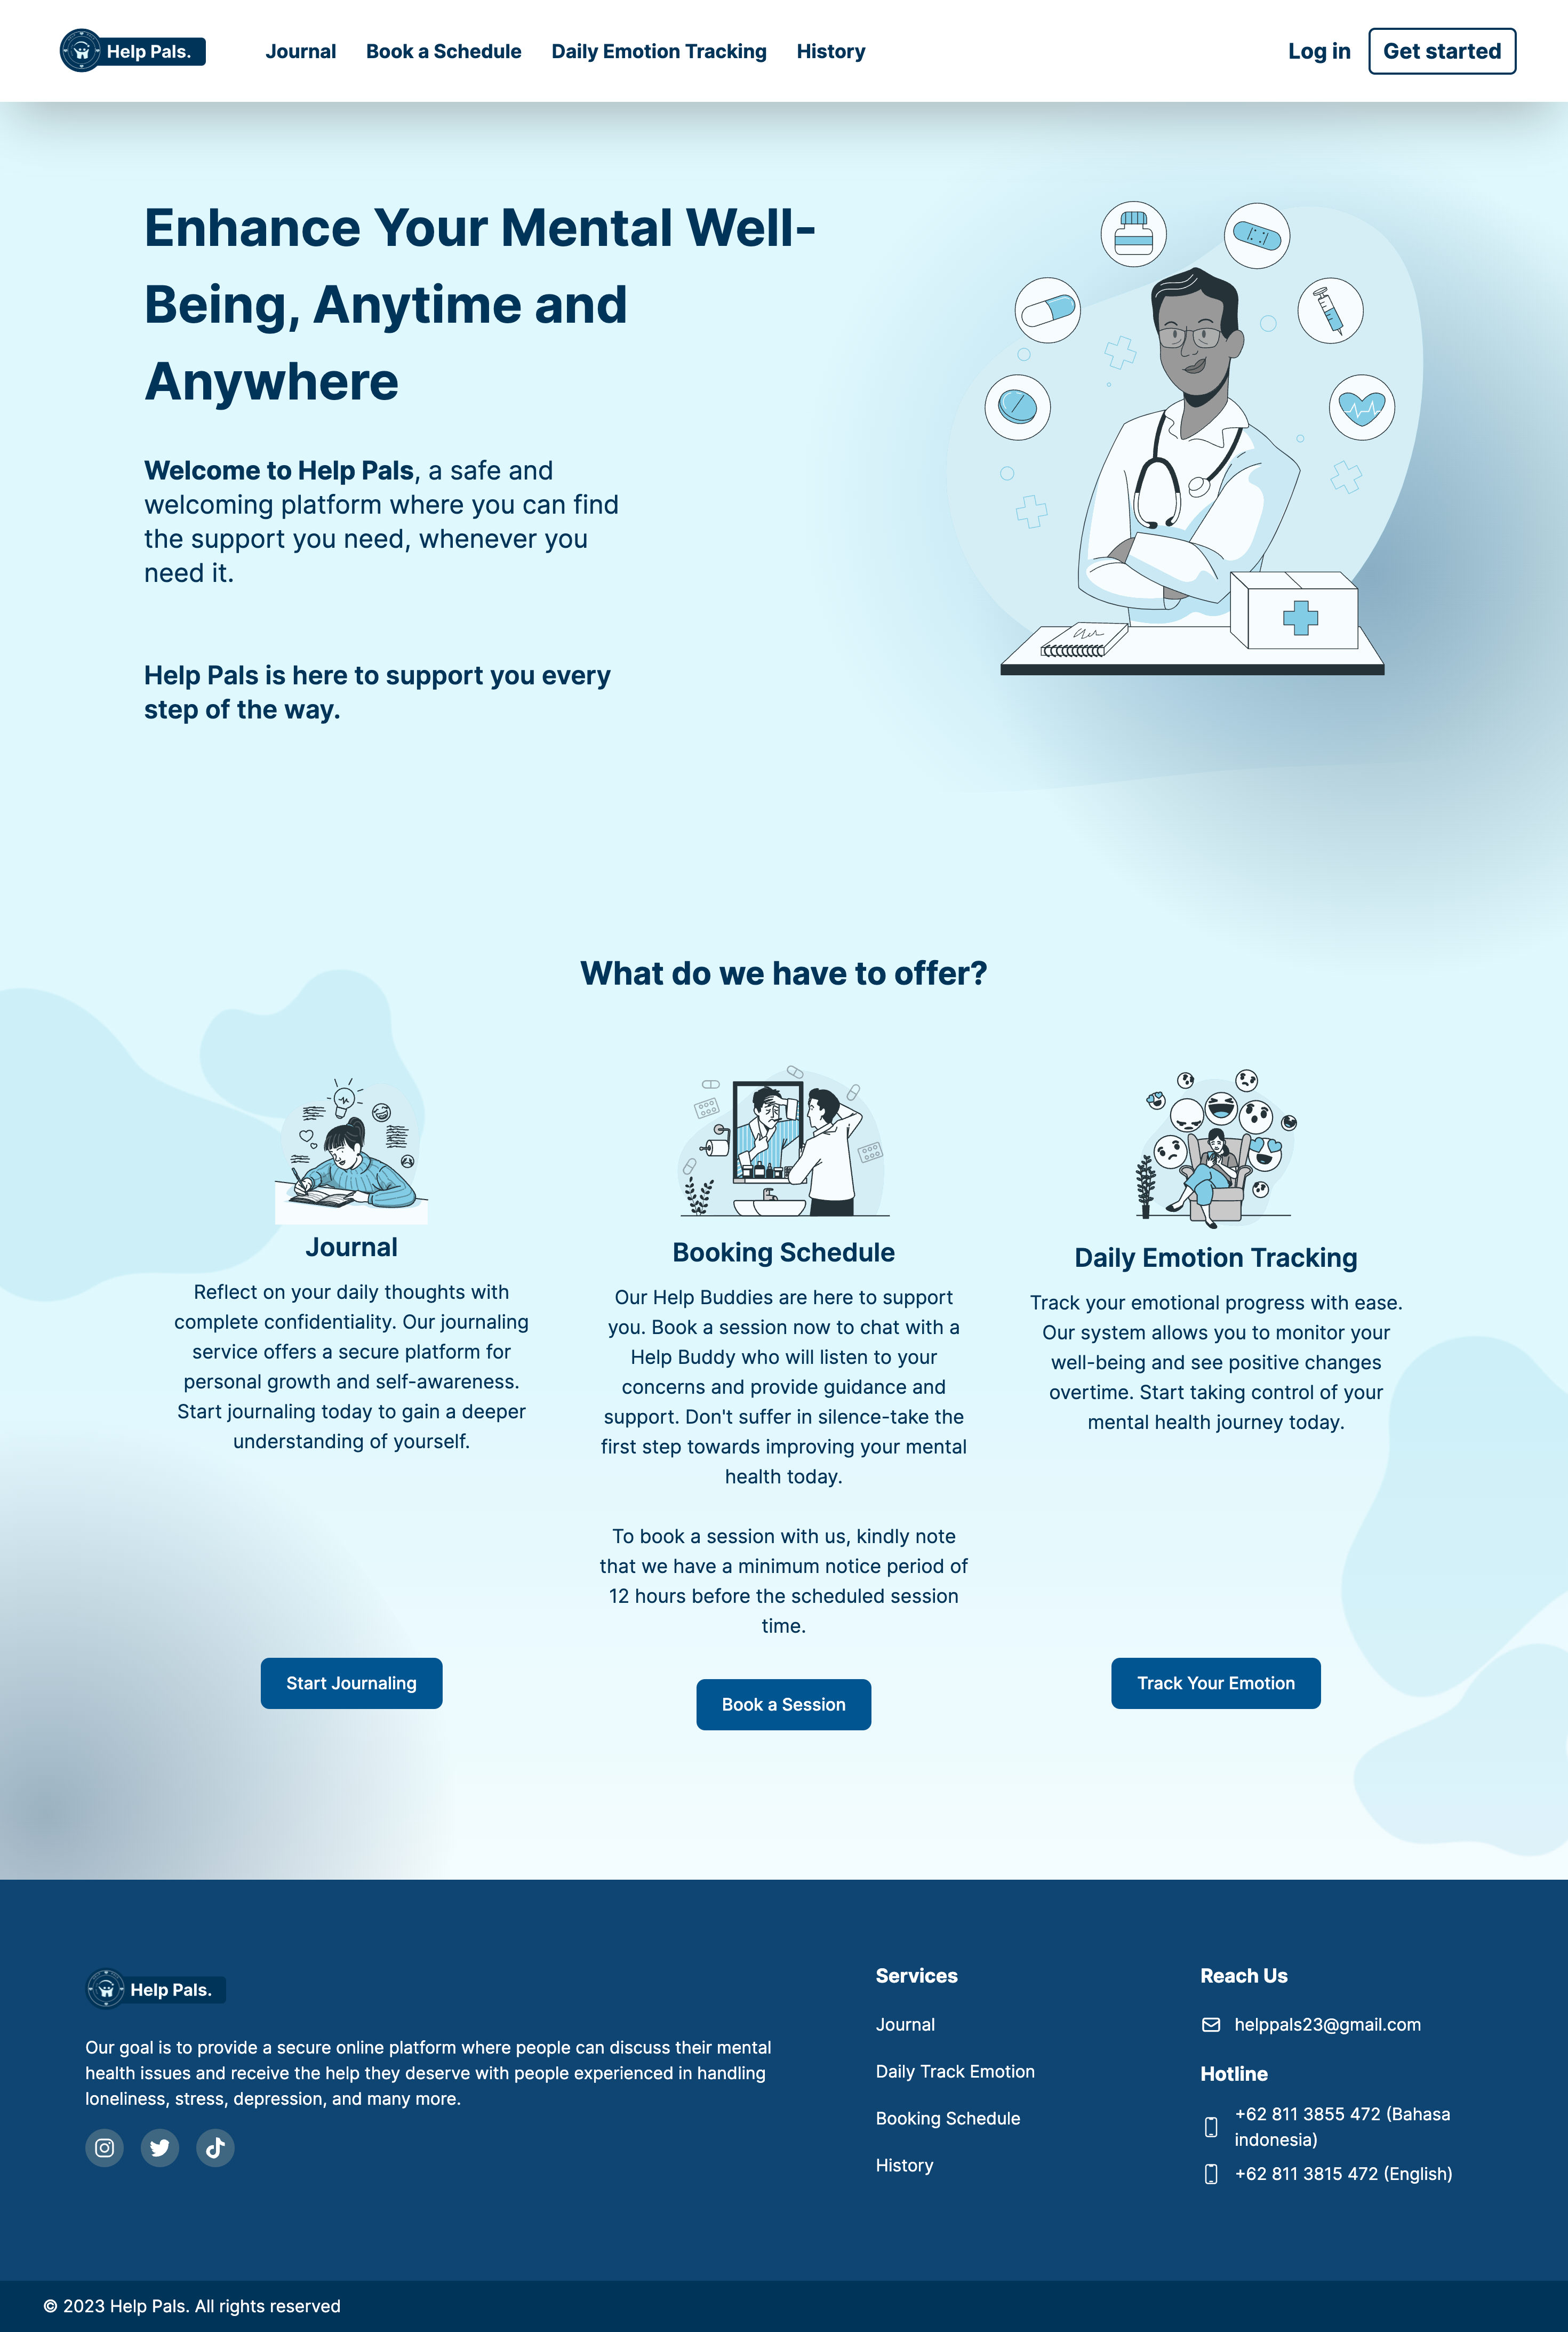 Help Pals.
Journal
Book a Schedule
Daily Emotion Tracking
History
Log in
Get started
Enhance Your Mental Well-
Being, Anytime and
Anywhere
Welcome to Help Pals, a safe and
welcoming platform where you can find
the support you need, whenever you
need it.
Help Pals is here to support you every
step of the way.
What do we have to offer?
Journal
Reflect on your daily thoughts with
complete confidentiality. Our journaling
service offers a secure platform for
personal growth and self-awareness.
Start journaling today to gain a deeper
understanding of yourself.
Start Journaling
Booking Schedule
Our Help Buddies are here to support
you. Book a session now to chat with a
Help Buddy who will listen to your
concerns and provide guidance and
support. Don't suffer in silence-take the
first step towards improving your mental
health today.
To book a session with us, kindly note
that we have a minimum notice period of
12 hours before the scheduled session
time.
Book a Session
Daily Emotion Tracking
Track your emotional progress with ease.
Our system allows you to monitor your
well-being and see positive changes
overtime. Start taking control of your
mental health journey today.
Track Your Emotion
Help Pals.
Our goal is to provide a secure online platform where people can discuss their mental
health issues and receive the help they deserve with people experienced in handling
loneliness, stress, depression, and many more.
Services
Journal
Daily Track Emotion
Booking Schedule
History
Reach Us
helppals23@gmail.com
Hotline
+62 811 3855 472 (Bahasa
indonesia)
+62 811 3815 472 (English)
© 2023 Help Pals. All rights reserved